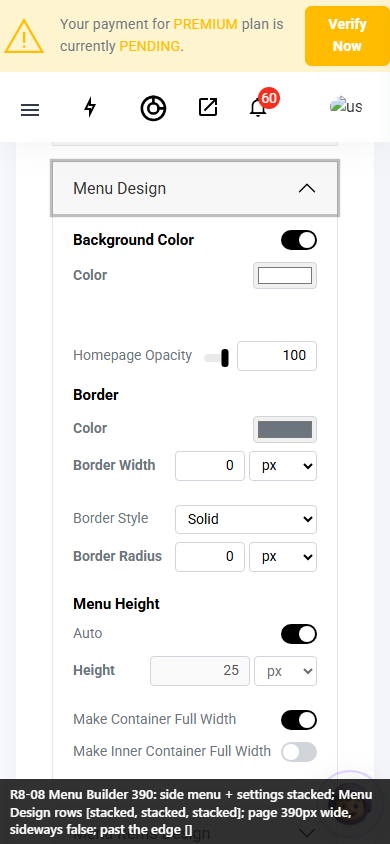 Your payment for PREMIUM plan is
currently PENDING.
Verify
Now
60
us
Menu Design
Background Color
Color
Homepage Opacity 100
Border
Color
Border Width 0 px
Border Style Solid
Border Radius 0 px
Menu Height
Auto
Height 25 px
Make Container Full Width
Make Inner Container Full Width
R8-08 Menu Builder 390: side menu + settings stacked; Menu
Design rows [stacked, stacked, stacked]; page 390px wide,
sideways false; past the edge []